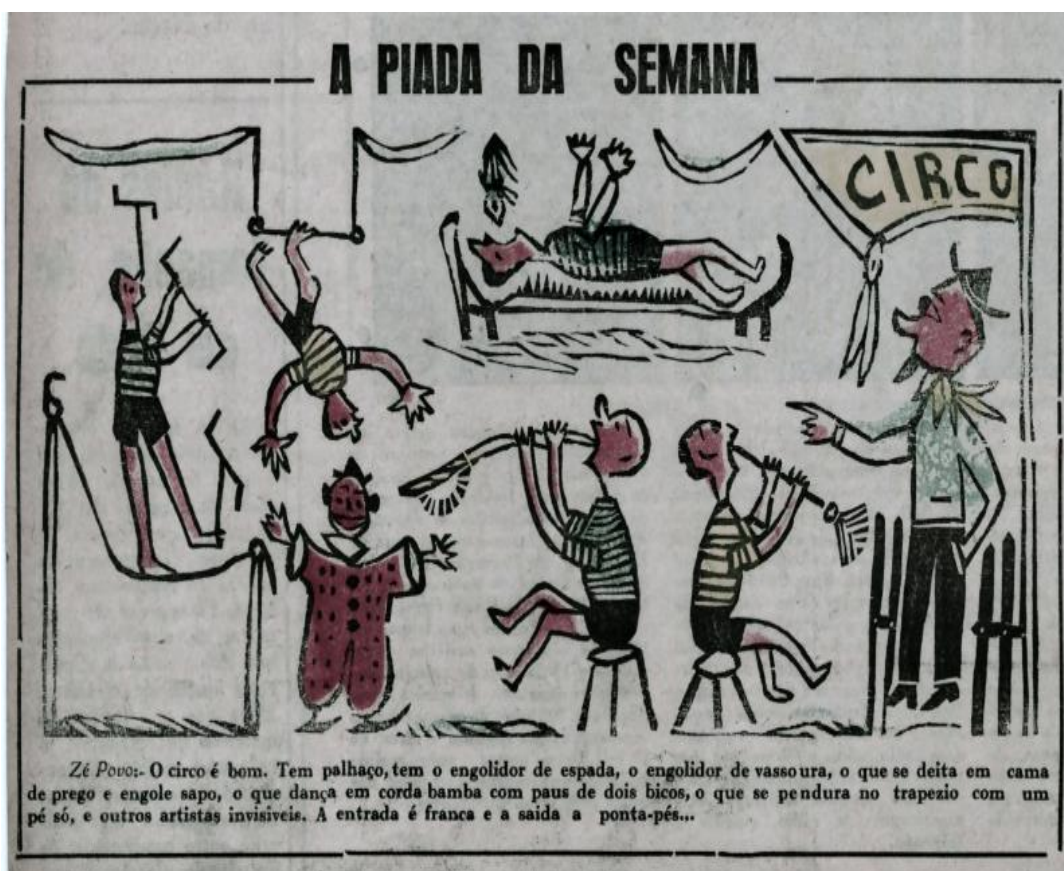 A PIADA DA SEMANA
CIRCO
Zé Povo:- O circo é bom. Tem palhaço, tem o engolidor de espada, o engolidor de vassoura, o que se deita em cama
de prego e engole sapo, o que dança em corda bamba com paus de dois bicos, o que se pendura no trapezio com um
pé só, e outros artistas invisiveis. A entrada é franca e a saida a ponta-pés...